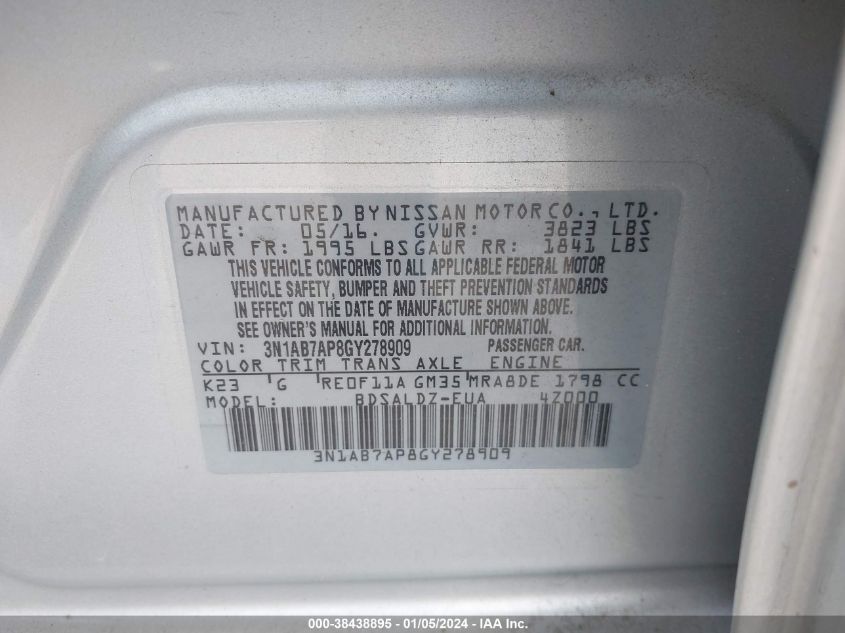 MANUFACTURED BY NISSAN MOTOR CO., LTD.
DATE: 05/16. GVWR: 3823 LBS
GAWR FR: 1995 LBS GAWR RR: 1841 LBS
THIS VEHICLE CONFORMS TO ALL APPLICABLE FEDERAL MOTOR
VEHICLE SAFETY, BUMPER AND THEFT PREVENTION STANDARDS
IN EFFECT ON THE DATE OF MANUFACTURE SHOWN ABOVE.
SEE OWNER'S MANUAL FOR ADDITIONAL INFORMATION.
VIN: 3N1AB7AP8GY278909 PASSENGER CAR.
COLOR TRIM TRANS AXLE ENGINE
K23 G RE0F11A GM35 MRA8DE 1798 CC
MODEL: BDSALDZ-EUA 4Z000
3N1AB7AP8GY278909
000-38438895 - 01/05/2024 - IAA Inc.